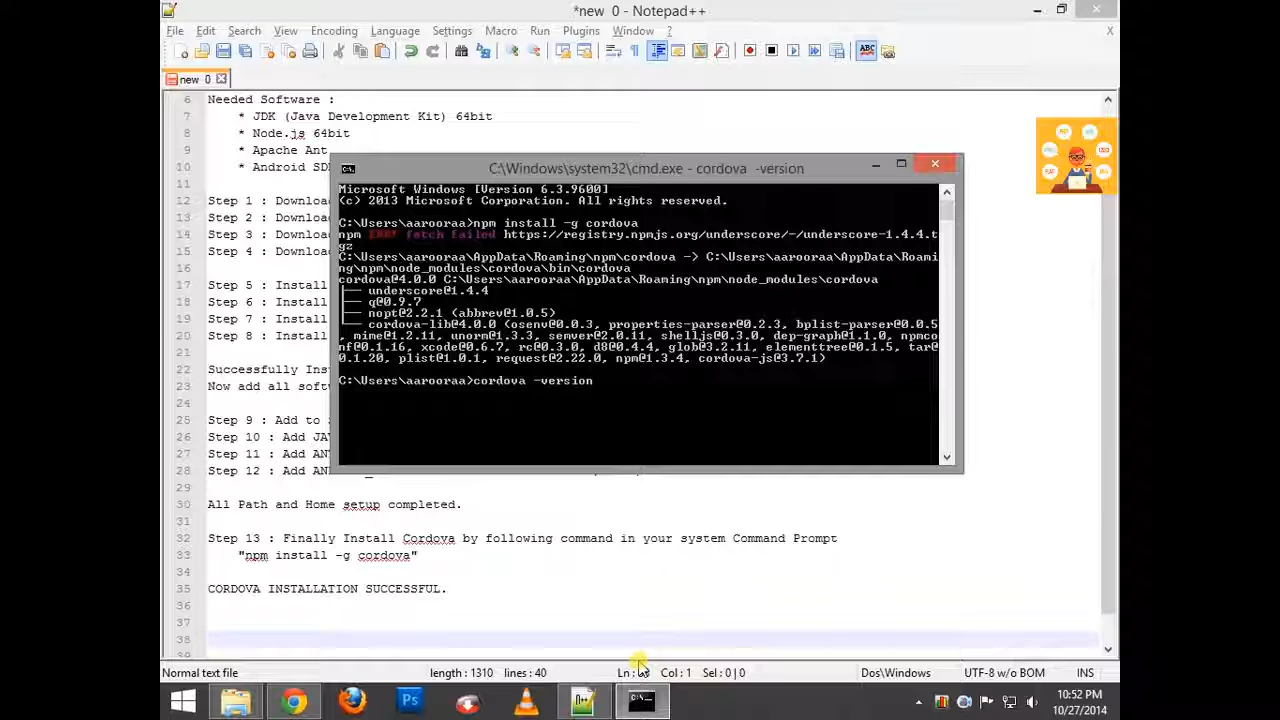 *new  0 - Notepad++
File Edit Search View Encoding Language Settings Macro Run Plugins Window ? X
new  0
6 Needed Software :
7 * JDK (Java Development Kit) 64bit
8 * Node.js 64bit
9 * Apache Ant
10 * Android SD
11
12 Step 1 : Downloa
13 Step 2 : Downloa
14 Step 3 : Downloa
15 Step 4 : Downloa
16
17 Step 5 : Install
18 Step 6 : Install
19 Step 7 : Install
20 Step 8 : Install
21
22 Successfully Ins
23 Now add all softw
24
25 Step 9 : Add to
26 Step 10 : Add JA
27 Step 11 : Add AN
28 Step 12 : Add AN
29
30 All Path and Home setup completed.
31
32 Step 13 : Finally Install Cordova by following command in your system Command Prompt
33 "npm install -g cordova"
34
35 CORDOVA INSTALLATION SUCCESSFUL.
36
37
38
39
C:\Windows\system32\cmd.exe - cordova  -version
Microsoft Windows [Version 6.3.9600]
(c) 2013 Microsoft Corporation. All rights reserved.
C:\Users\aarooraa>npm install -g cordova
npm ERR! fetch failed https://registry.npmjs.org/underscore/-/underscore-1.4.4.t
gz
C:\Users\aarooraa\AppData\Roaming\npm\cordova -> C:\Users\aarooraa\AppData\Roami
ng\npm\node_modules\cordova\bin\cordova
cordova@4.0.0 C:\Users\aarooraa\AppData\Roaming\npm\node_modules\cordova
├── underscore@1.4.4
├── q@0.9.7
├── nopt@2.2.1 (abbrev@1.0.5)
└── cordova-lib@4.0.0 (osenv@0.0.3, properties-parser@0.2.3, bplist-parser@0.0.5
, mime@1.2.11, unorm@1.3.3, semver@2.0.11, shelljs@0.3.0, dep-graph@1.1.0, npmco
nf@0.1.16, xcode@0.6.7, rc@0.3.0, d8@0.4.4, glob@3.2.11, elementtree@0.1.5, tar@
0.1.20, plist@1.0.1, request@2.22.0, npm@1.3.4, cordova-js@3.7.1)
C:\Users\aarooraa>cordova -version
Normal text file length : 1310 lines : 40 Col : 1 Sel : 0 | 0 Dos\Windows UTF-8 w/o BOM INS
10:52 PM
10/27/2014